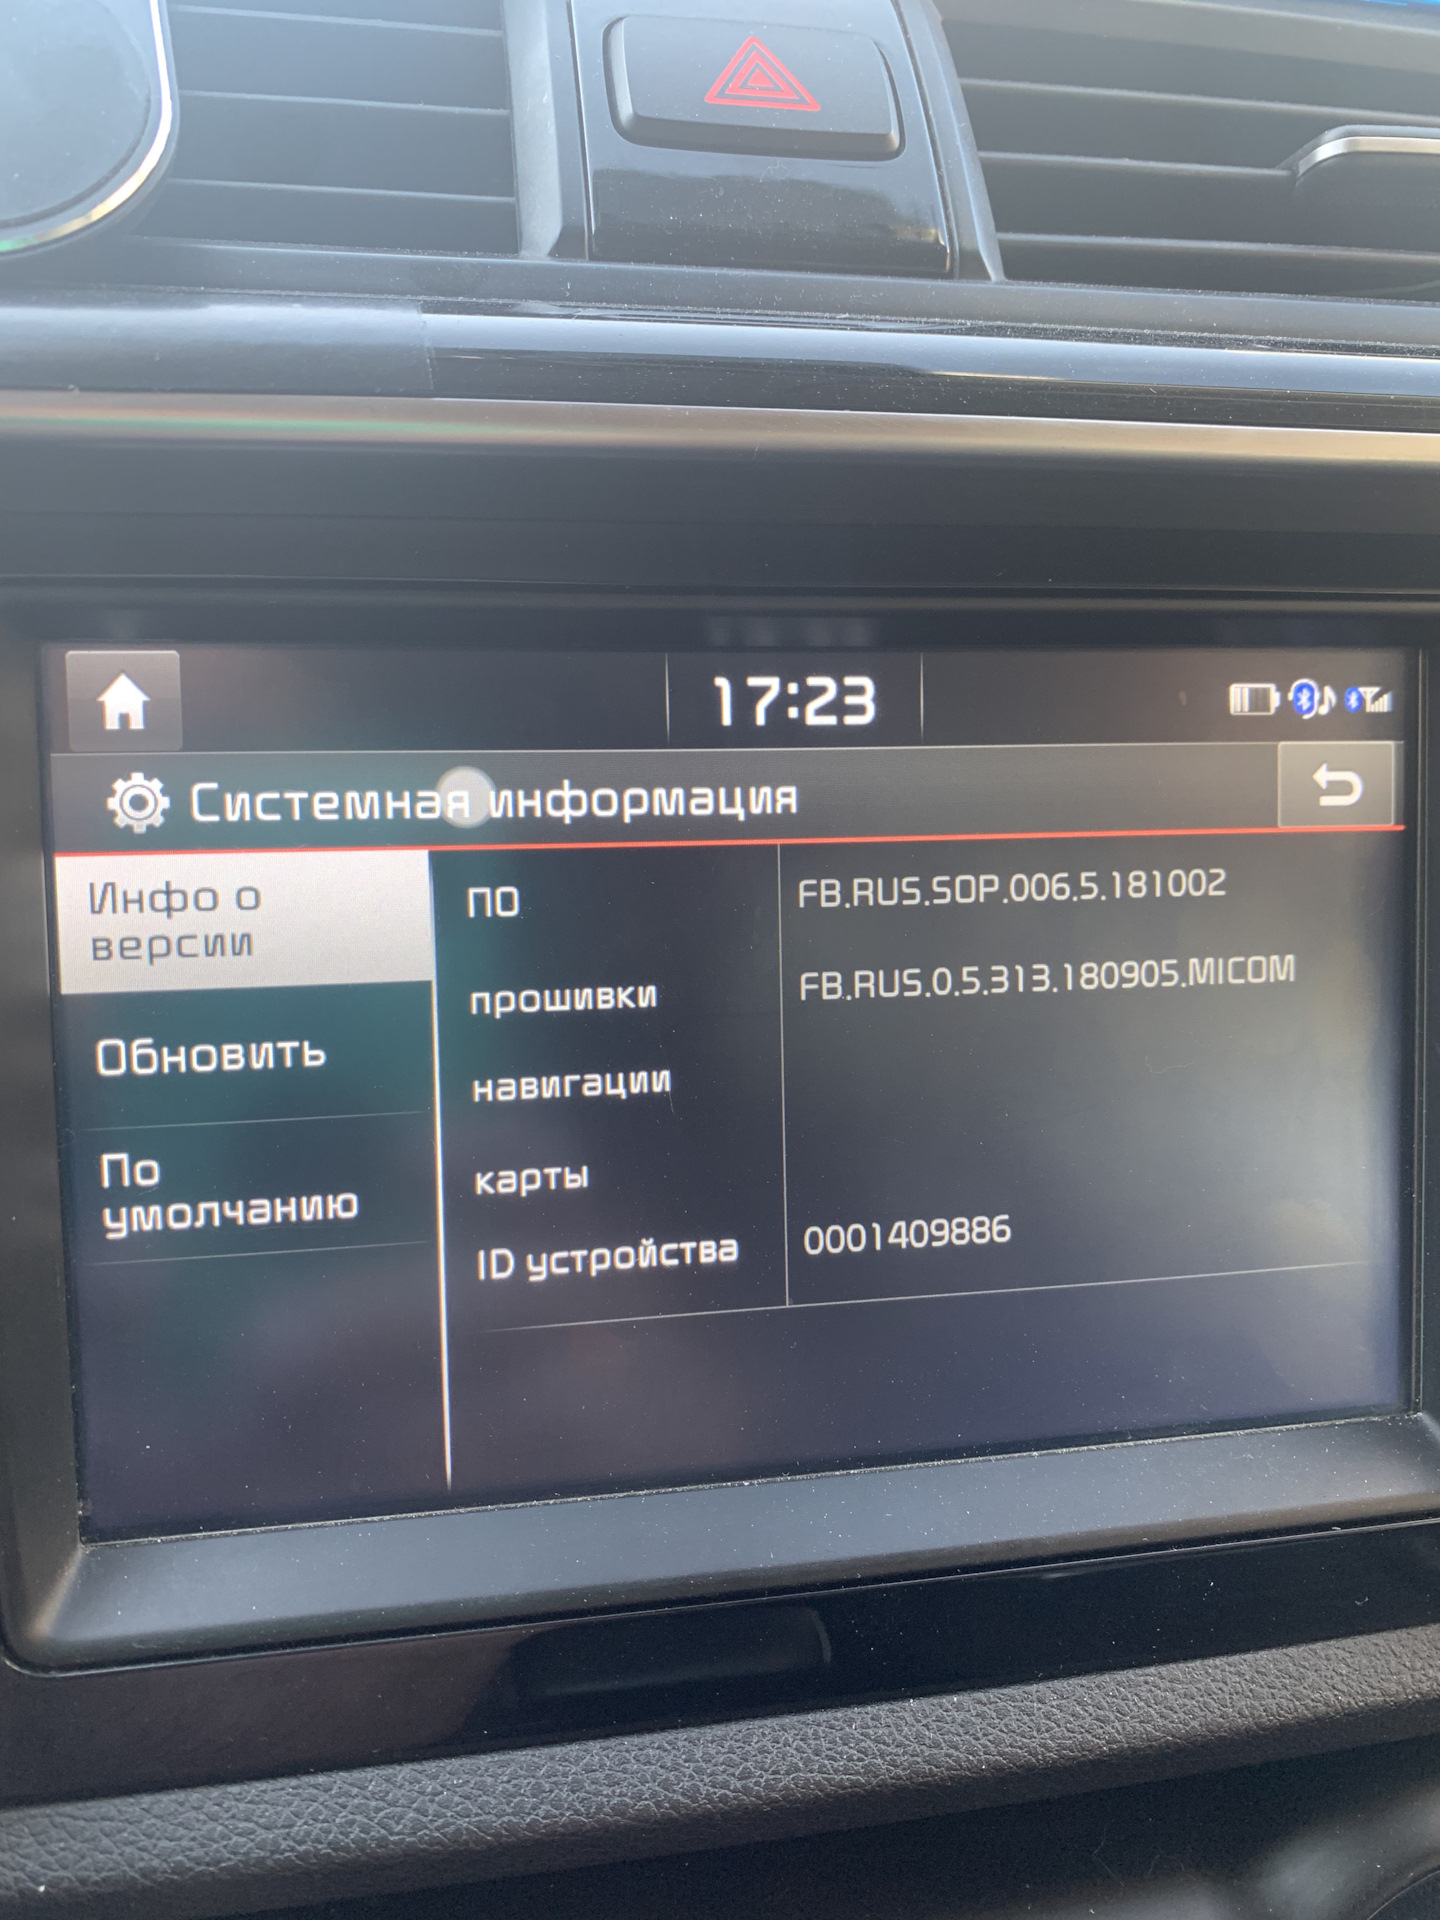 17:23
Системная информация
Инфо о
версии
Обновить
По
умолчанию
ПО FB.RUS.SOP.006.5.181002
прошивки FB.RUS.0.5.313.180905.MICOM
навигации
карты
ID устройства 0001409886